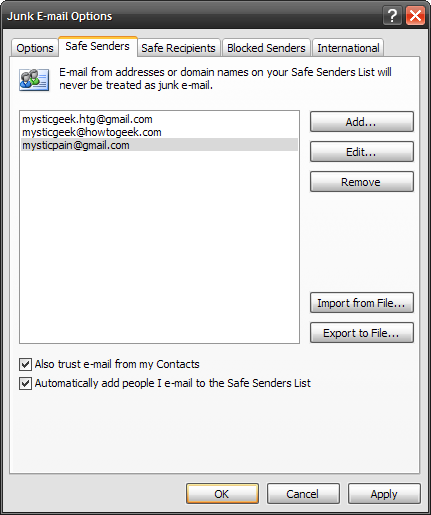 Junk E-mail Options
Options
Safe Senders
Safe Recipients
Blocked Senders
International
E-mail from addresses or domain names on your Safe Senders List will
never be treated as junk e-mail.
mysticgeek.htg@gmail.com
mysticgeek@howtogeek.com
mysticpain@gmail.com
Add...
Edit...
Remove
Import from File...
Export to File...
Also trust e-mail from my Contacts
Automatically add people I e-mail to the Safe Senders List
OK
Cancel
Apply